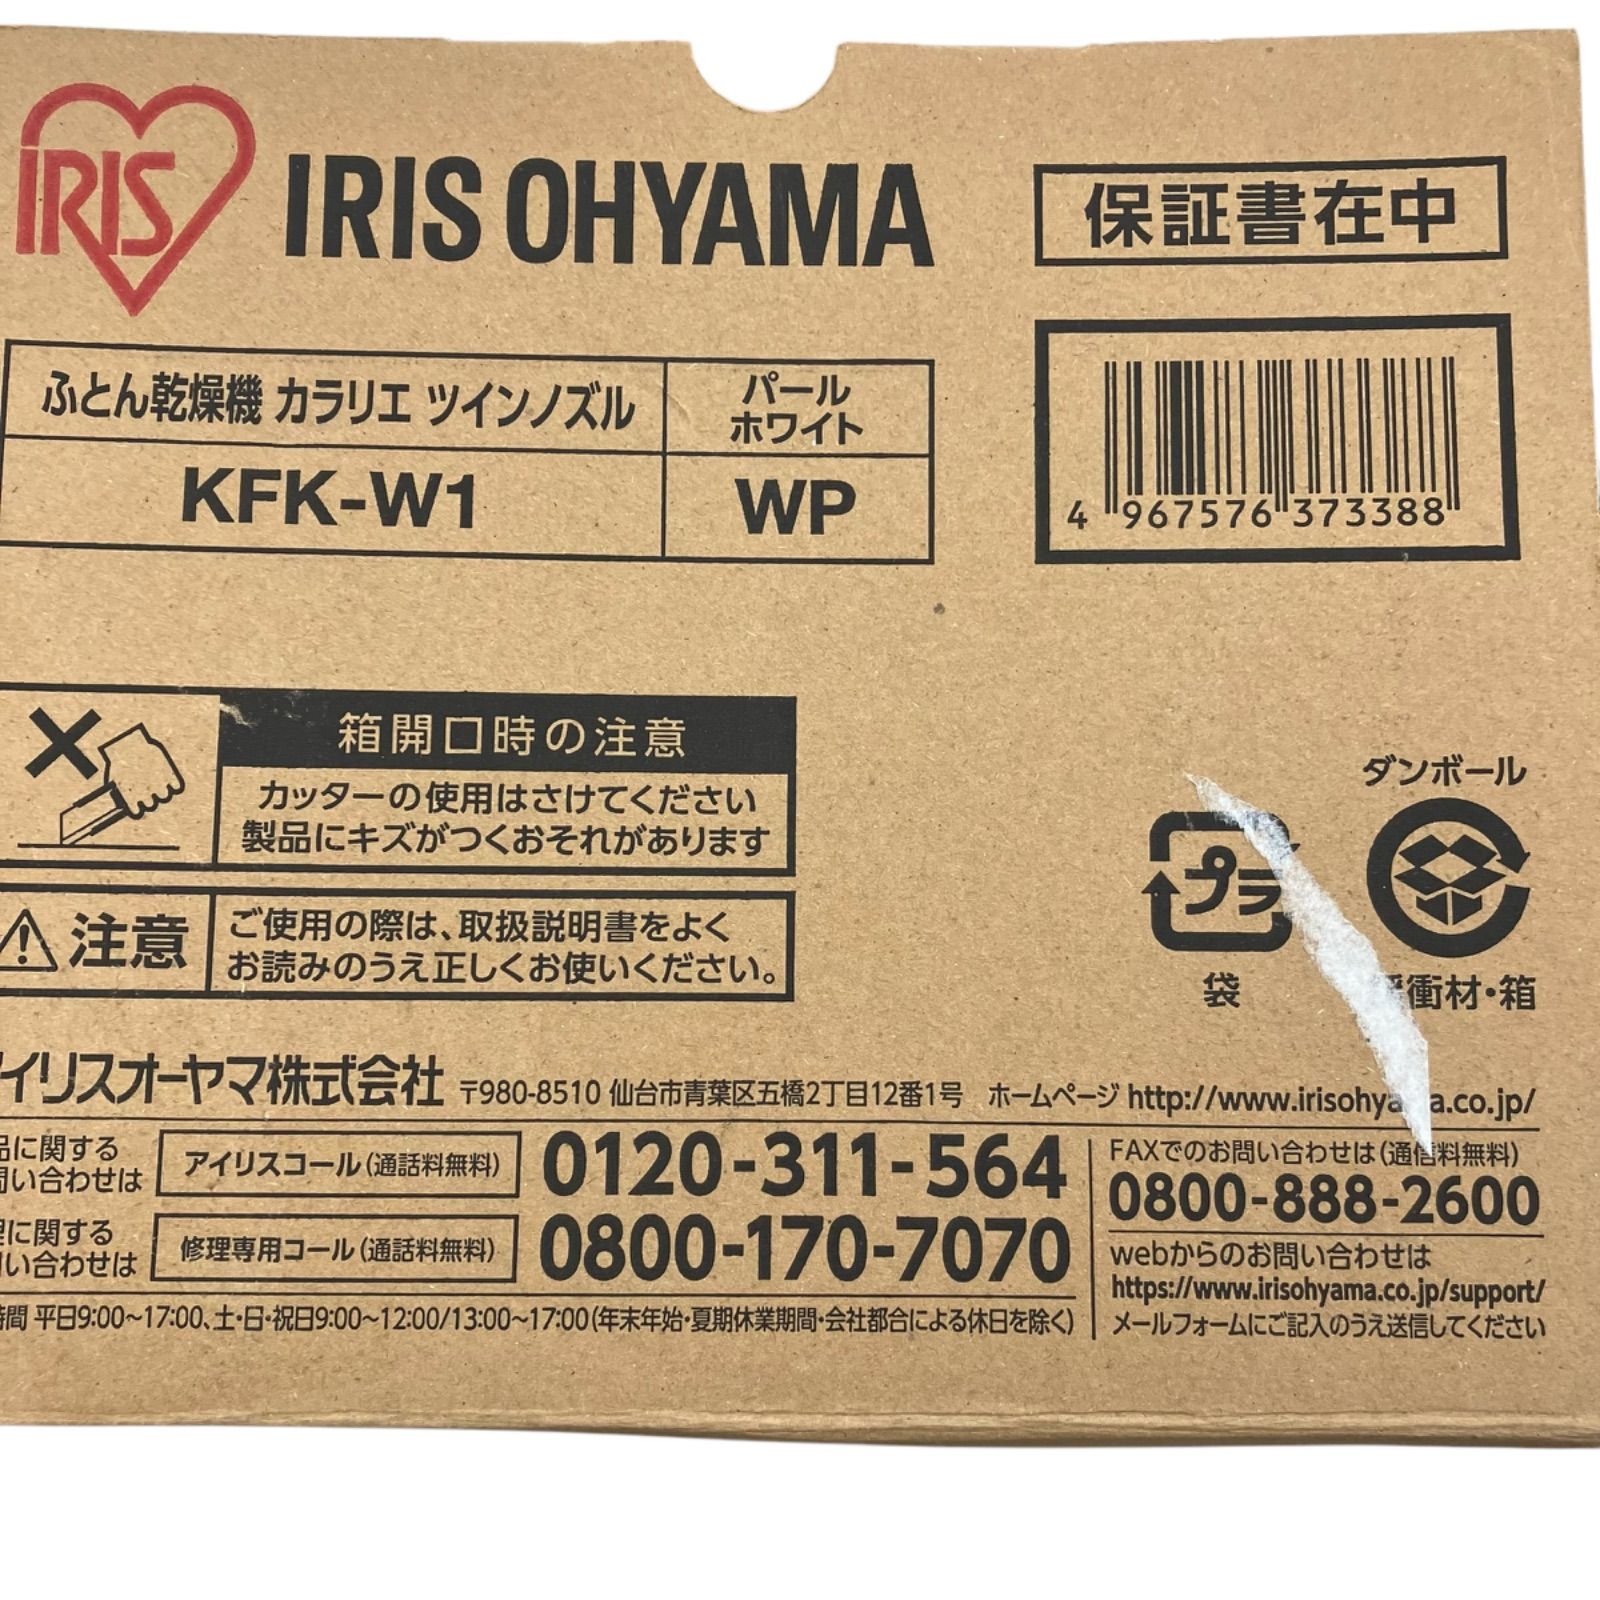 IRIS
IRIS OHYAMA
保証書在中
ふとん乾燥機 カラリエ ツインノズル
パール
ホワイト
KFK-W1
WP
4 967576 373388
箱開口時の注意
カッターの使用はさけてください
製品にキズがつくおそれがあります
注意
ご使用の際は、取扱説明書をよく
お読みのうえ正しくお使いください。
ダンボール
プラ
袋
衝材・箱
イリスオーヤマ株式会社 〒980-8510 仙台市青葉区五橋2丁目12番1号 ホームページ http://www.irisohya a.co.jp/
品に関する
問い合わせは
アイリスコール(通話料無料)
0120-311-564
理に関する
い合わせは
修理専用コール(通話料無料)
0800-170-7070
時間 平日9:00～17:00、土・日・祝日9:00～12:00/13:00～17:00(年末年始・夏期休業期間・会社都合による休日を除く)
FAXでのお問い合わせは(通信料無料)
0800-888-2600
webからのお問い合わせは
https://www.irisohyama.co.jp/support/
メールフォームにご記入のうえ送信してください